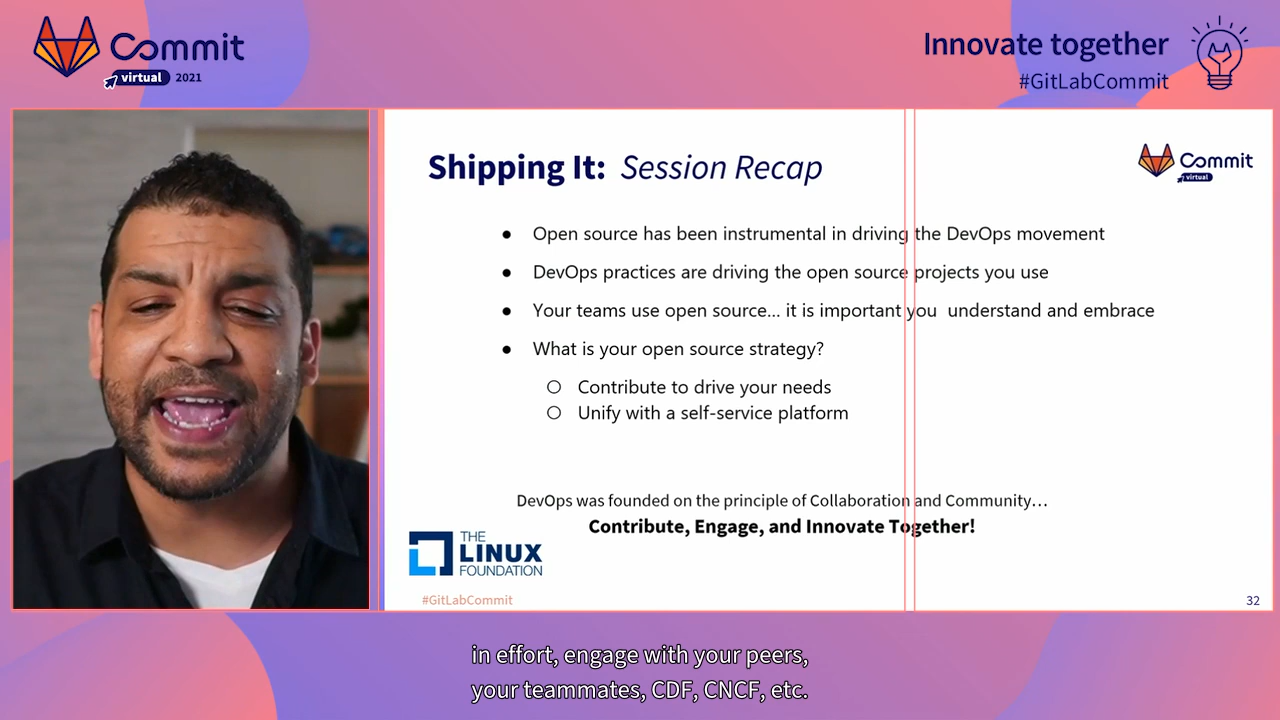 Commit
virtual 2021
Innovate together
#GitLabCommit
Shipping It: Session Recap
Commit
virtual
● Open source has been instrumental in driving the DevOps movement
● DevOps practices are driving the open source projects you use
● Your teams use open source... it is important you understand and embrace
● What is your open source strategy?
○ Contribute to drive your needs
○ Unify with a self-service platform
DevOps was founded on the principle of Collaboration and Community…
Contribute, Engage, and Innovate Together!
THE
LINUX
FOUNDATION
#GitLabCommit
32
in effort, engage with your peers,
your teammates, CDF, CNCF, etc.